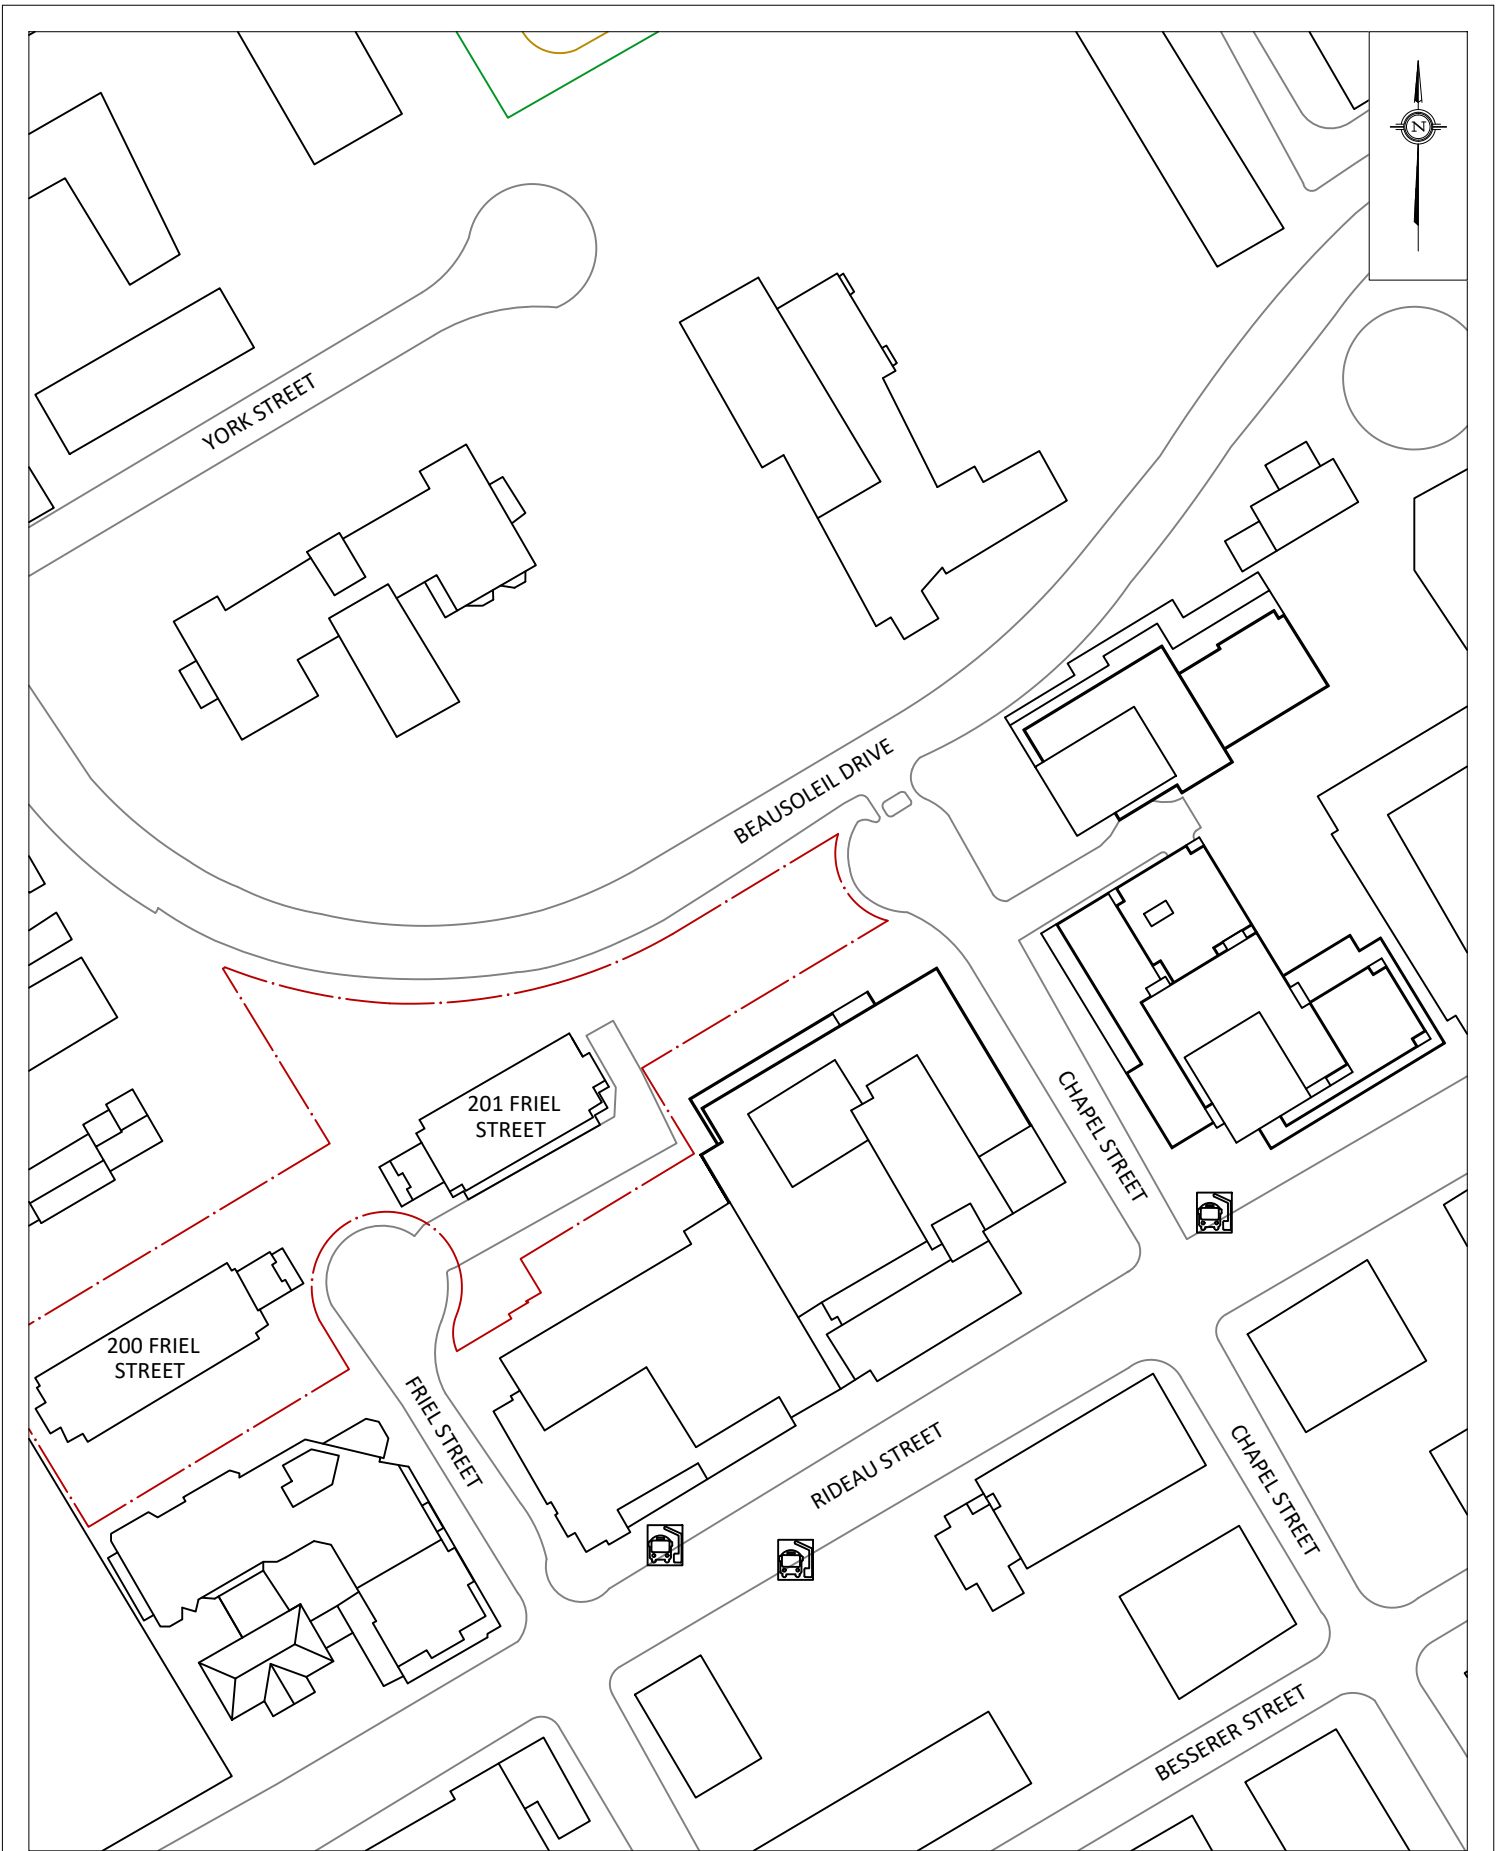 N
YORK STREET
BEAUSOLEIL DRIVE
201 FRIEL
STREET
CHAPEL STREET
200 FRIEL
STREET
FRIEL STREET
RIDEAU STREET
CHAPEL STREET
BESSERER STREET